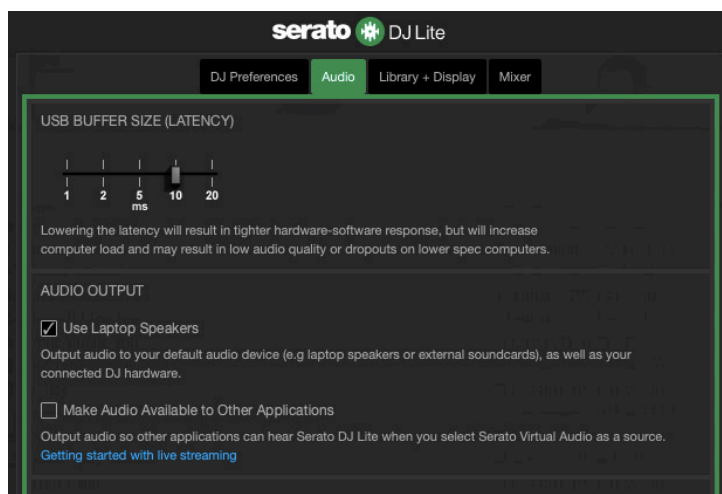 serato DJ Lite
DJ Preferences Audio Library + Display Mixer
USB BUFFER SIZE (LATENCY)
1 2 5 10 20
ms
Lowering the latency will result in tighter hardware-software response, but will increase
computer load and may result in low audio quality or dropouts on lower spec computers.
AUDIO OUTPUT
Use Laptop Speakers
Output audio to your default audio device (e.g laptop speakers or external soundcards), as well as your
connected DJ hardware.
Make Audio Available to Other Applications
Output audio so other applications can hear Serato DJ Lite when you select Serato Virtual Audio as a source.
Getting started with live streaming